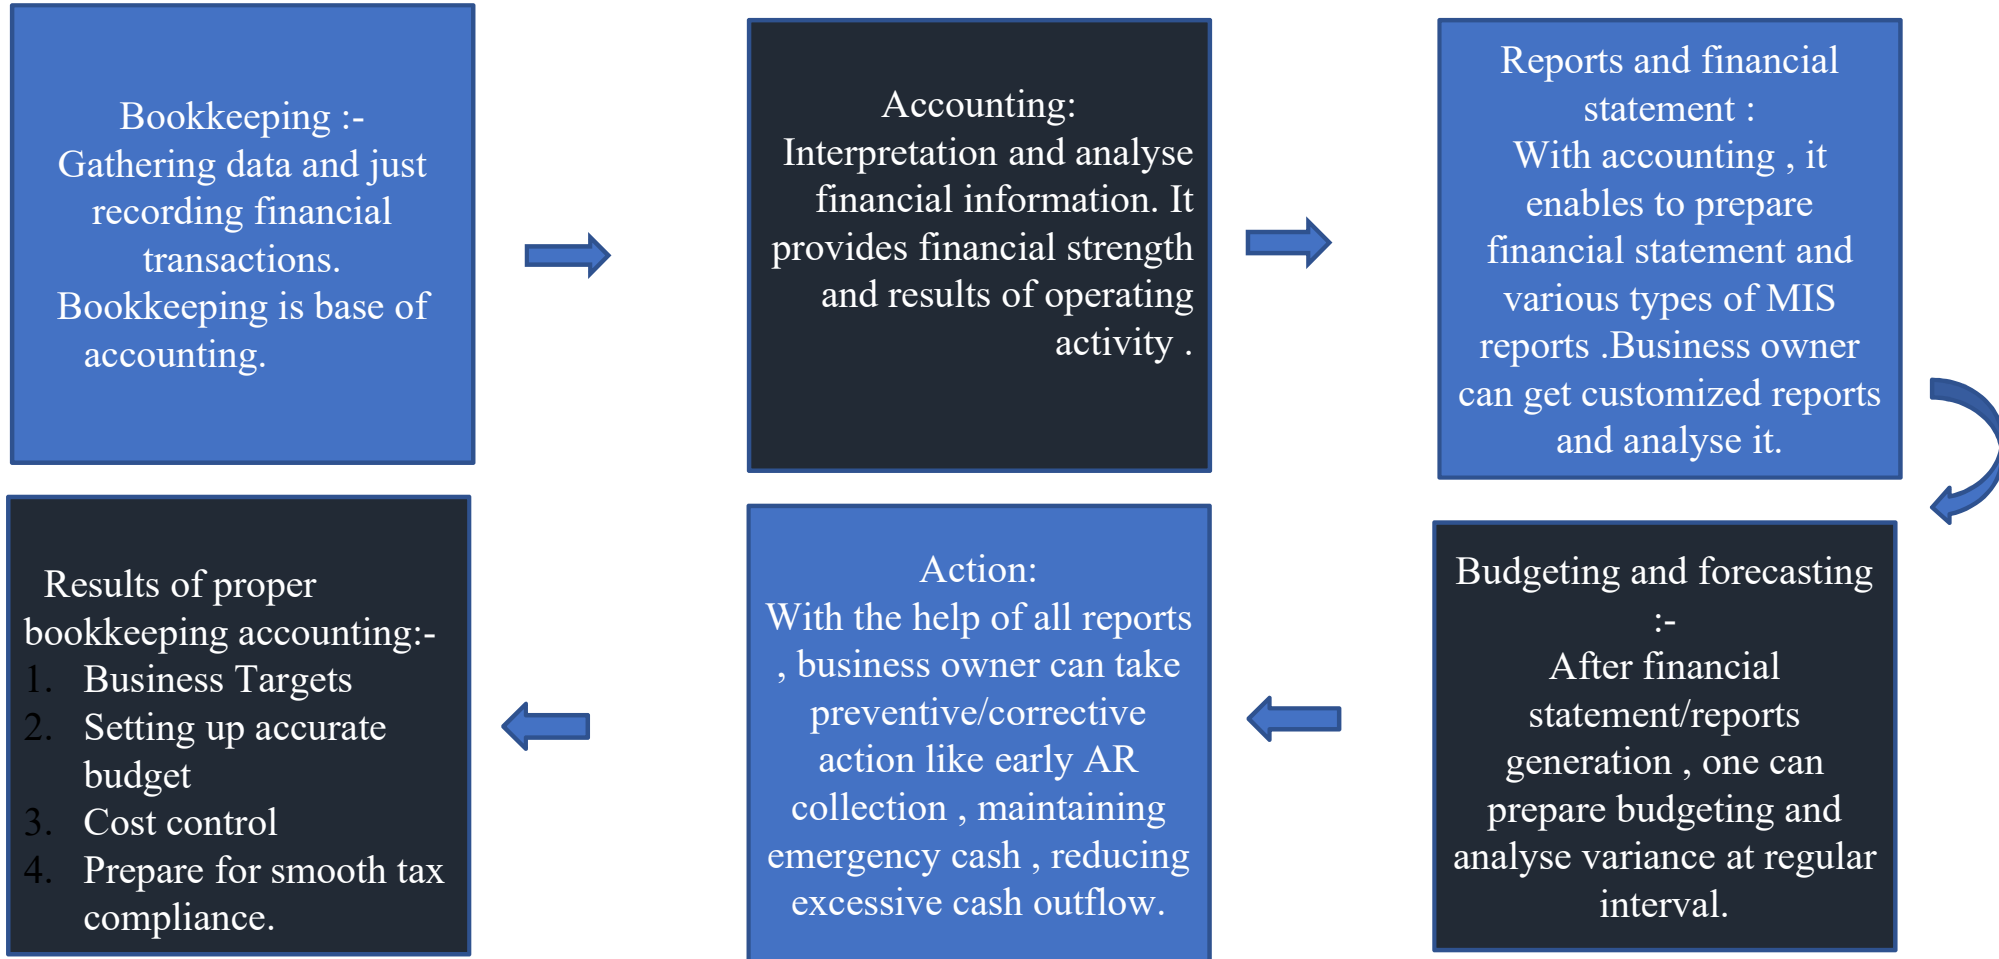 Bookkeeping :-
Gathering data and just
recording financial
transactions.
Bookkeeping is base of
accounting.
Accounting:
Interpretation and analyse
financial information. It
provides financial strength
and results of operating
activity .
Reports and financial
statement :
With accounting , it
enables to prepare
financial statement and
various types of MIS
reports .Business owner
can get customized reports
and analyse it.
Budgeting and forecasting
:-
After financial
statement/reports
generation , one can
prepare budgeting and
analyse variance at regular
interval.
Action:
With the help of all reports
, business owner can take
preventive/corrective
action like early AR
collection , maintaining
emergency cash , reducing
excessive cash outflow.
Results of proper
bookkeeping accounting:-
1. Business Targets
2. Setting up accurate
budget
3. Cost control
4. Prepare for smooth tax
compliance.